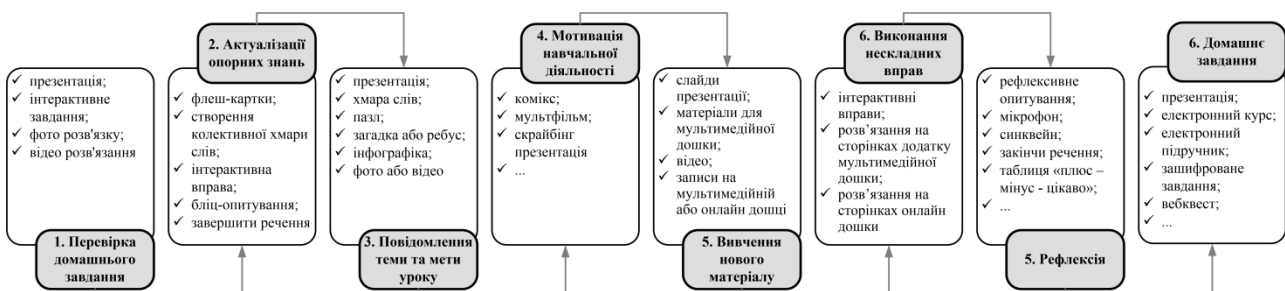 презентація;
інтерактивне
завдання;
фото розв'язку;
відео розв'язання
1. Перевірка
домашнього
завдання
2. Актуалізації
опорних знань
флеш-картки;
створення
колективної хмари
слів;
інтерактивна
вправа;
бліц-опитування;
завершити речення
презентація;
хмара слів;
пазл;
загадка або ребус;
інфографіка;
фото або відео
3. Повідомлення
теми та мети
уроку
4. Мотивація
навчальної
діяльності
комікс;
мультфільм;
скрайбінг
презентація
...
слайди
презентації;
матеріали для
мультимедійної
дошки;
відео;
записи на
мультимедійній
або онлайн дошці
5. Вивчення
нового
матеріалу
6. Виконання
нескладних
вправ
інтерактивні
вправи;
розв’язання на
сторінках додатку
мультимедійної
дошки;
розв’язання на
сторінках онлайн
дошки
рефлексивне
опитування;
мікрофон;
синквейн;
закінчи речення;
таблиця «плюс –
мінус - цікаво»;
...
5. Рефлексія
6. Домашнє
завдання
презентація;
електронний курс;
електронний
підручник;
зашифроване
завдання;
вебквест;
...